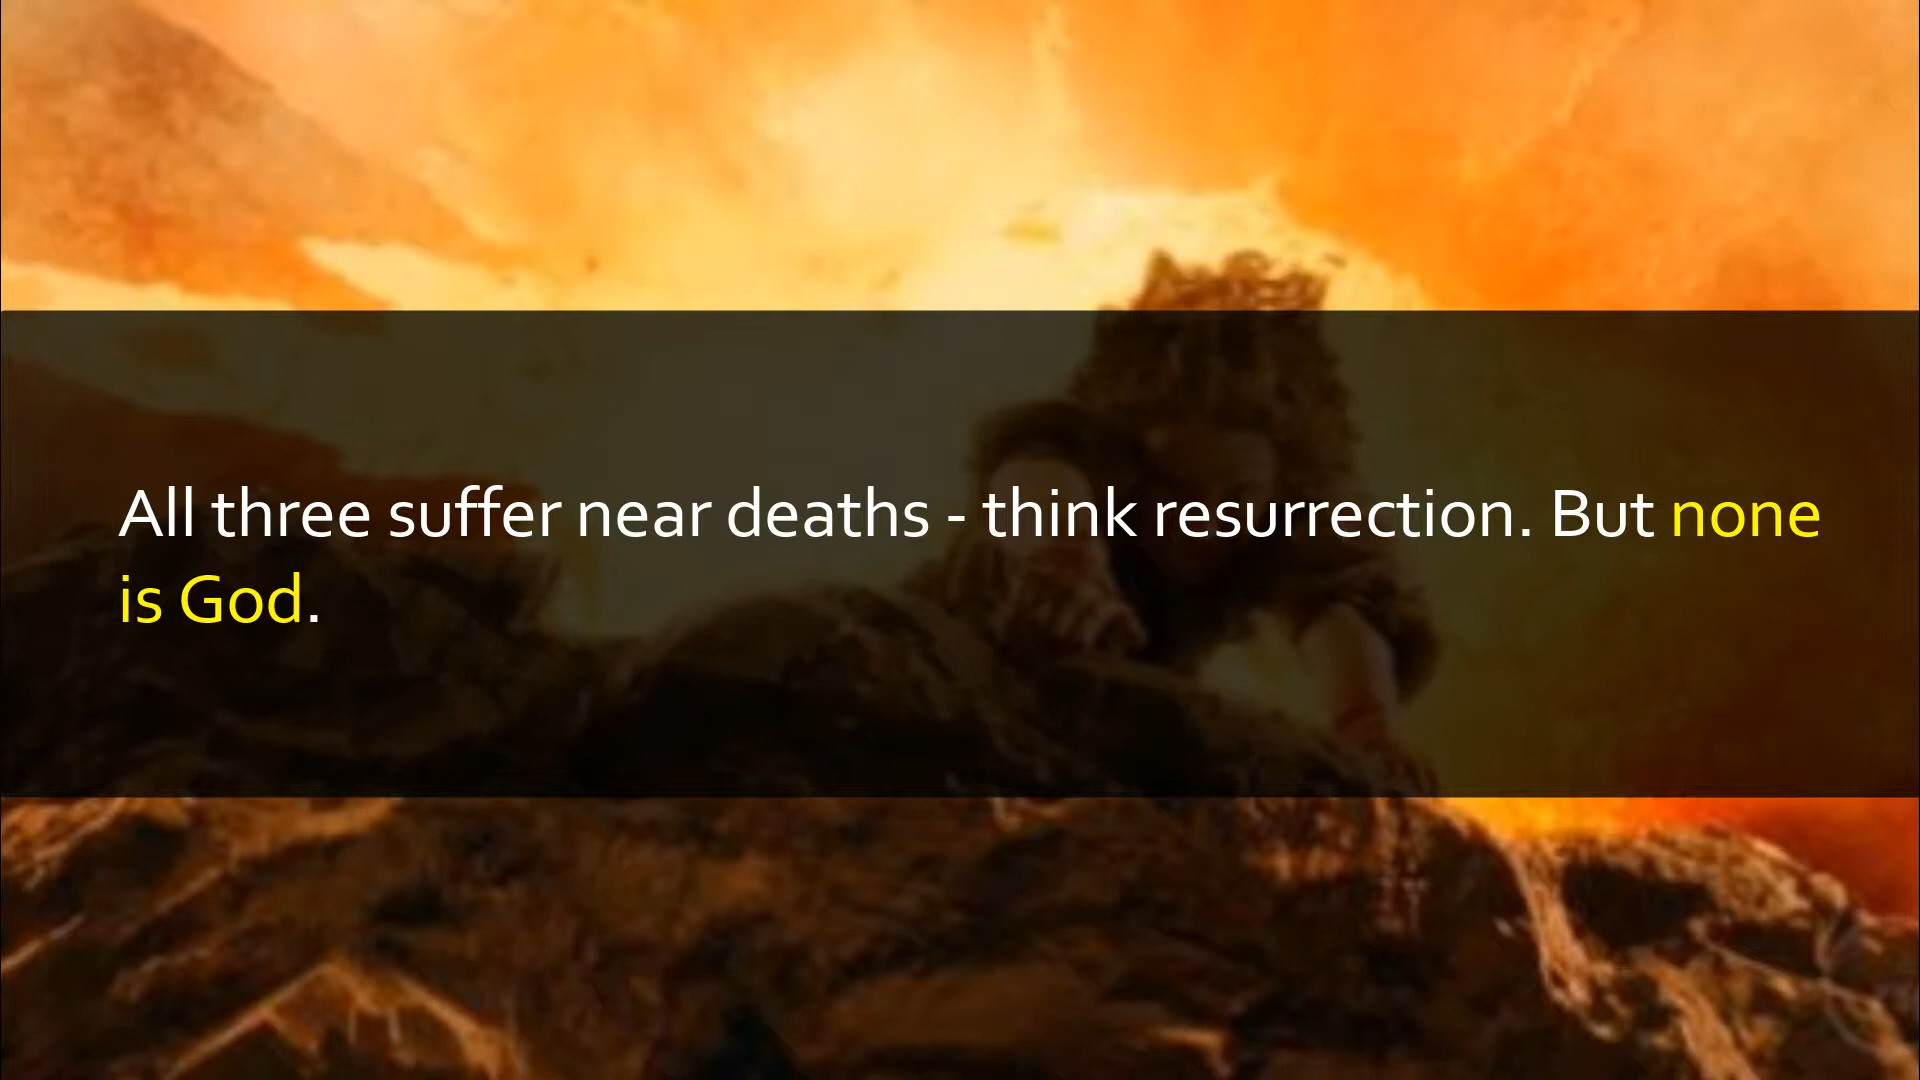 All three suffer near deaths - think resurrection. But none
is God.